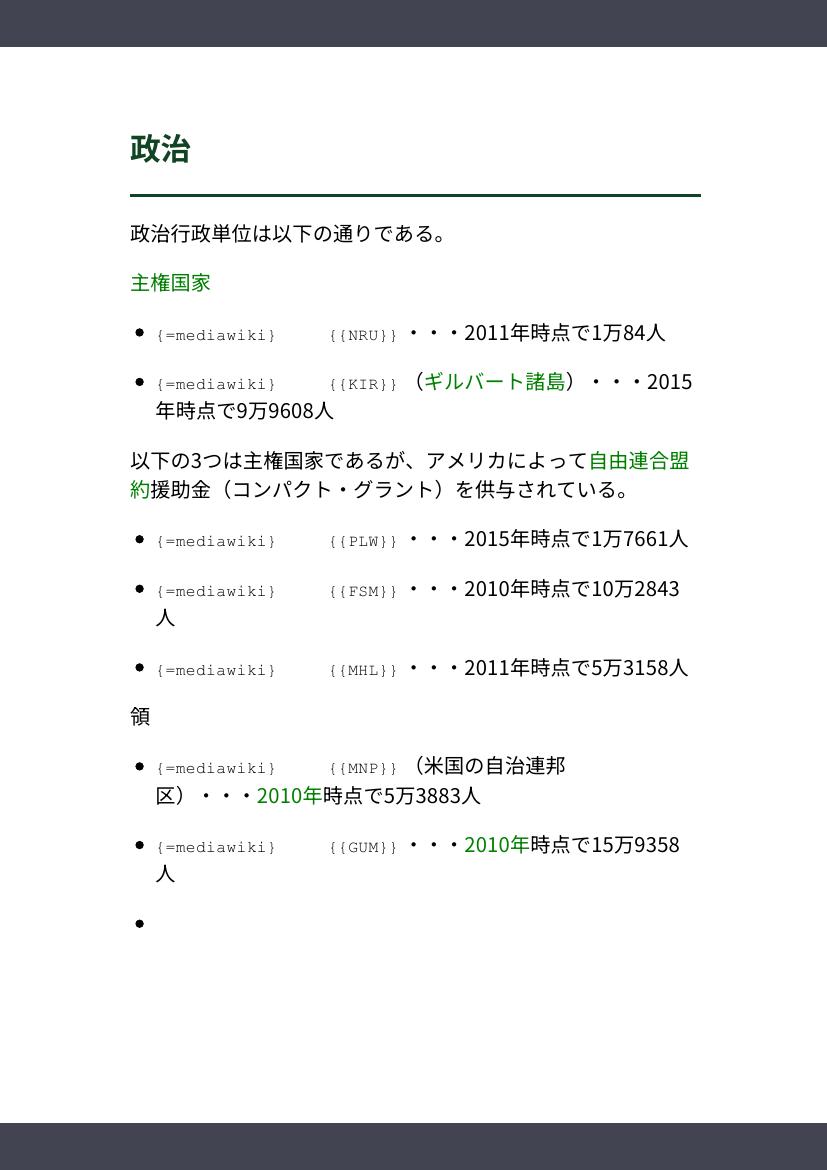 政治
政治行政単位は以下の通りである。
主権国家
• {=mediawiki} {{NRU}} ・・・2011年時点で1万84人
• {=mediawiki} {{KIR}} （ギルバート諸島）・・・2015
年時点で9万9608人
以下の3つは主権国家であるが、アメリカによって自由連合盟
約援助金（コンパクト・グラント）を供与されている。
• {=mediawiki} {{PLW}} ・・・2015年時点で1万7661人
• {=mediawiki} {{FSM}} ・・・2010年時点で10万2843
人
• {=mediawiki} {{MHL}} ・・・2011年時点で5万3158人
領
• {=mediawiki} {{MNP}} （米国の自治連邦
区）・・・2010年時点で5万3883人
• {=mediawiki} {{GUM}} ・・・2010年時点で15万9358
人
•